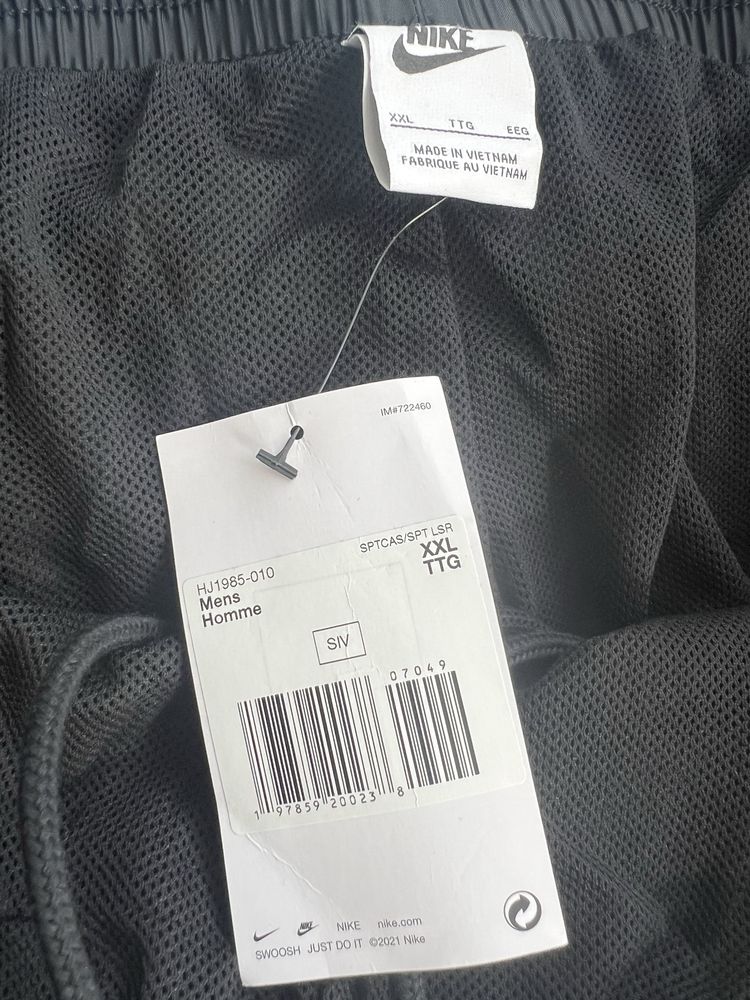 NIKE
XXL TTG EEG
MADE IN VIETNAM
FABRIQUE AU VIETNAM
IM#722460
SPTCAS/SPT LSR
XXL
TTG
HJ1985-010
Mens
Homme
SIV
07049
1 97859 20023 8
NIKE NIKE nike.com
SWOOSH JUST DO IT ©2021 Nike